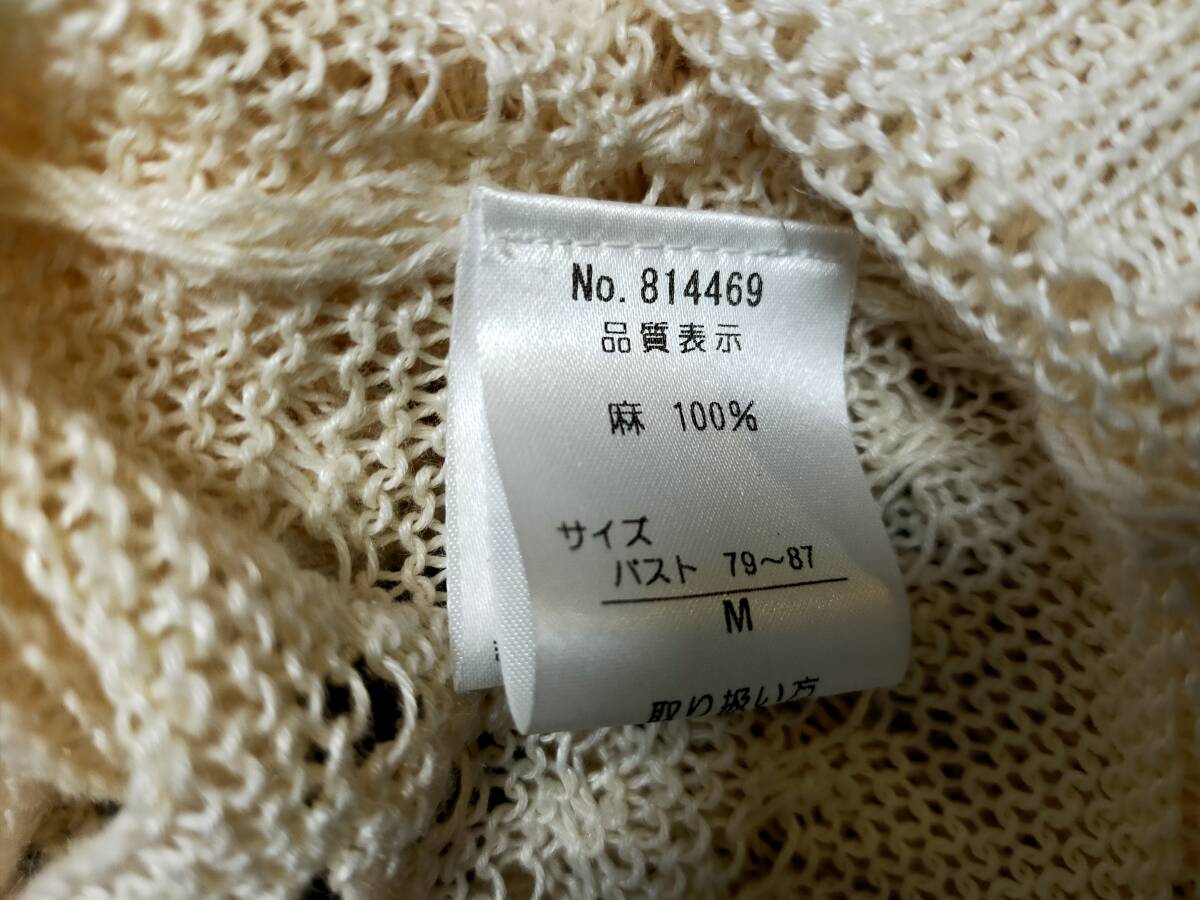 No. 814469
品質表示
麻 100%
サイズ
バスト 79～87
M
取り扱い方